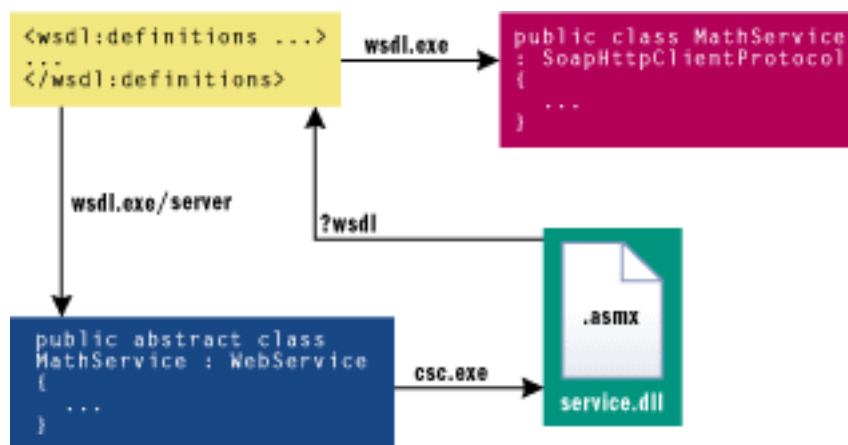 <wsdl:definitions ...>
...
</wsdl:definitions>
wsdl.exe
public class MathService
: SoapHttpClientProtocol
{
...
}
wsdl.exe/server
?wsdl
.asmx
service.dll
public abstract class
MathService : WebService
{
...
}
csc.exe